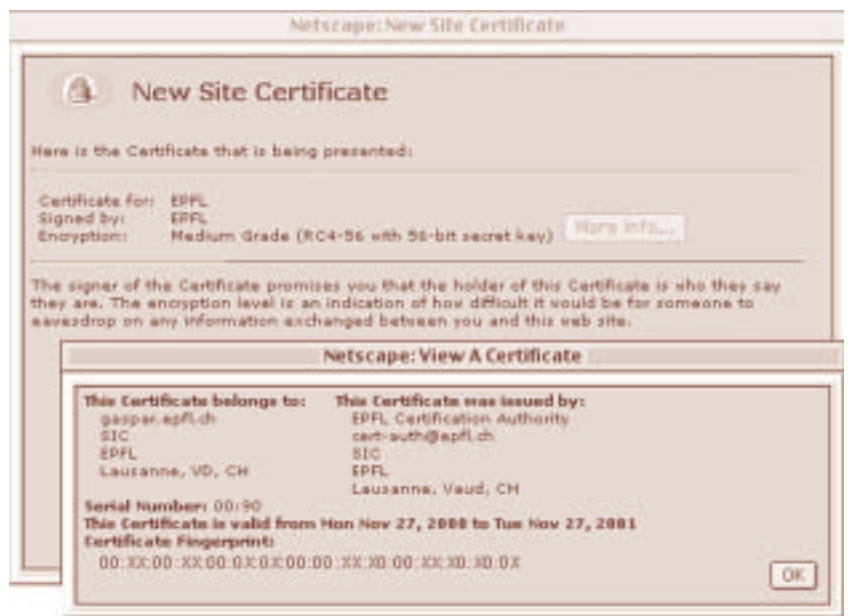 Netscape: New Site Certificate
New Site Certificate
Here is the Certificate that is being presented:
Certificate for: EPFL
Signed by: EPFL
Encryption: Medium Grade (RC4-56 with 56-bit secret key) More Info...
The signer of the Certificate promises you that the holder of this Certificate is who they say
they are. The encryption level is an indication of how difficult it would be for someone to
eavesdrop on any information exchanged between you and this web site.
Netscape: View A Certificate
This Certificate belongs to: This Certificate was issued by:
gaspar.epfl.ch EPFL Certification Authority
SIC cert-auth@epfl.ch
EPFL SIC
Lausanne, VD, CH EPFL
Lausanne, Vaud, CH
Serial Number: 00:90
This Certificate is valid from Mon Nov 27, 2000 to Tue Nov 27, 2001
Certificate Fingerprint:
OK